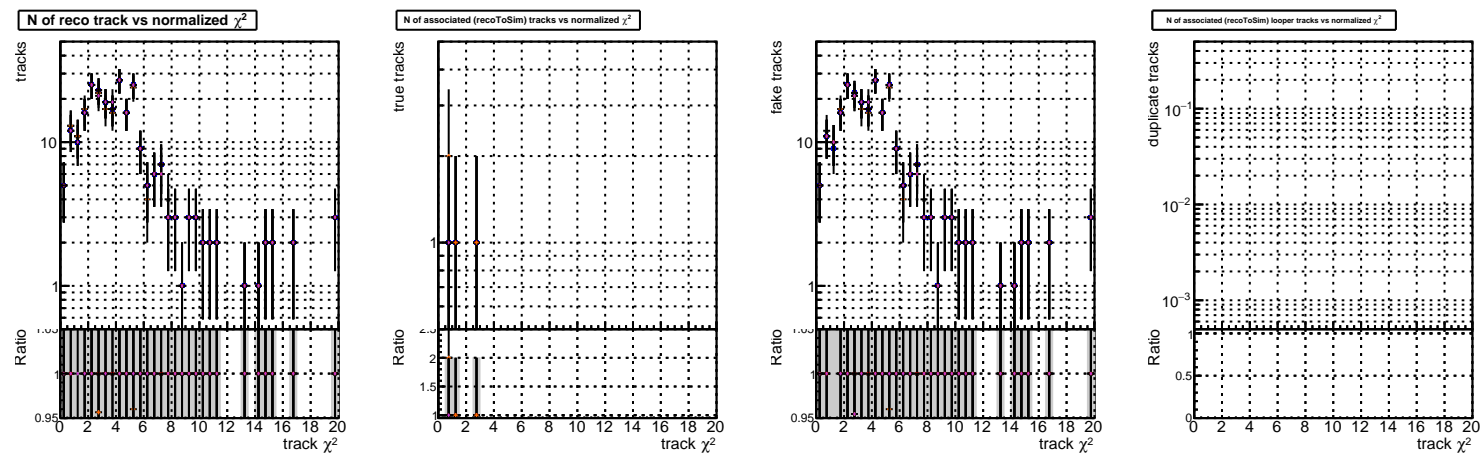 N of reco track vs normalized χ²
tracks
10
1
Ratio
1.05
1
0.95
0 2 4 6 8 10 12 14 16 18 20
track χ²
N of associated (recoToSim) tracks vs normalized χ²
true tracks
1
Ratio
2.5
2
1.5
1
0 2 4 6 8 10 12 14 16 18 20
track χ²
fake tracks
10
1
Ratio
1.05
1
0.95
0 2 4 6 8 10 12 14 16 18 20
track χ²
N of associated (recoToSim) looper tracks vs normalized χ²
duplicate tracks
10⁻¹
10⁻²
10⁻³
Ratio
1
0.5
0
0 2 4 6 8 10 12 14 16 18 20
track χ²